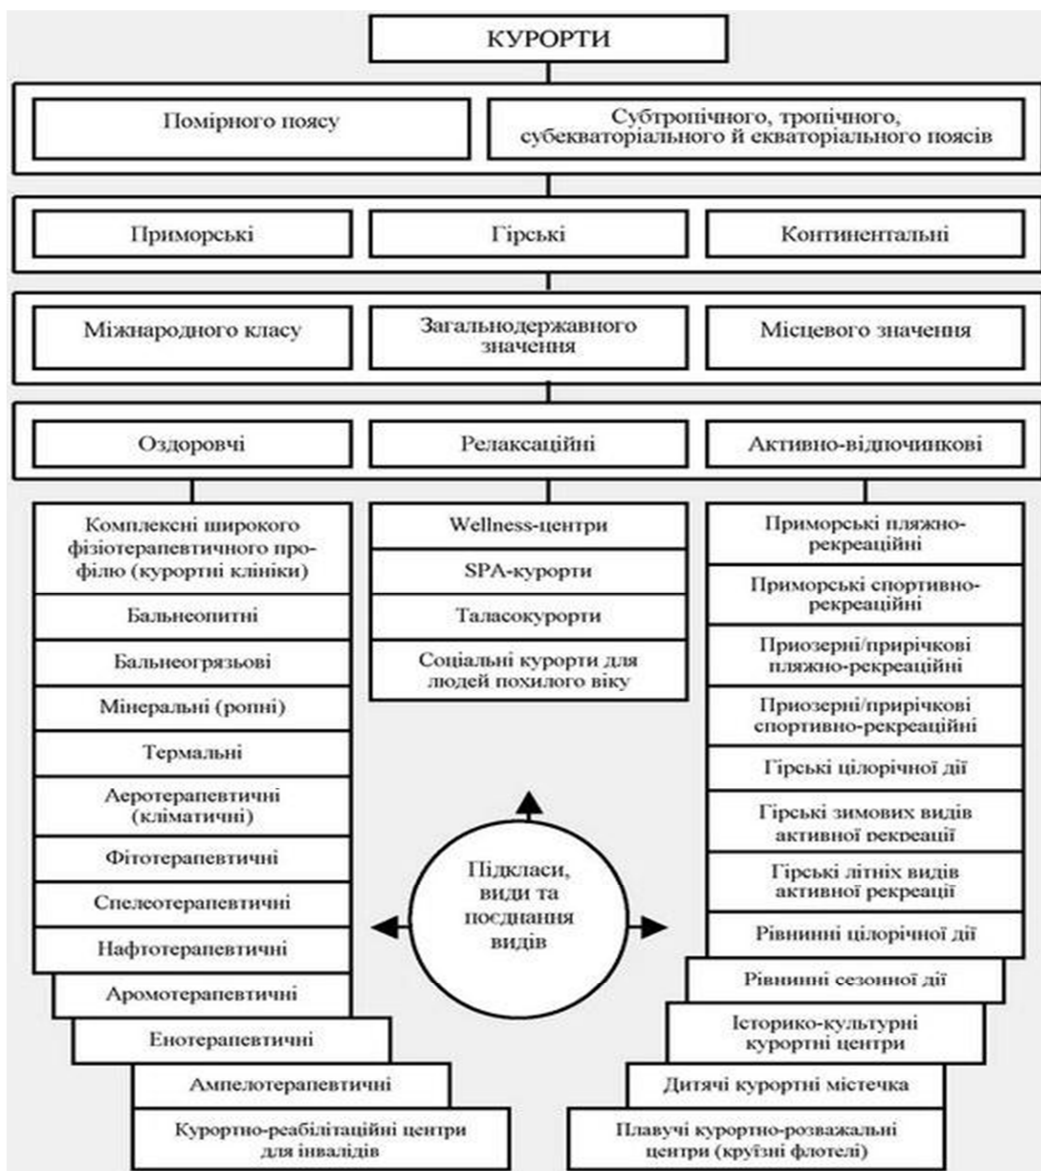 КУРОРТИ
Помірного поясу
Субтропічного, тропічного,
субекваторіального й екваторіального поясів
Приморські
Гірські
Континентальні
Міжнародного класу
Загальнодержавного
значення
Місцевого значення
Оздоровчі
Релаксаційні
Активно-відпочинкові
Комплексні широкого
фізіотерапевтичного про-
філю (курортні клініки)
Бальнеопитні
Бальнеогрязьові
Мінеральні (ропні)
Термальні
Аеротерапевтичні
(кліматичні)
Фітотерапевтичні
Спелеотерапевтичні
Нафтотерапевтичні
Аромотерапевтичні
Енотерапевтичні
Ампелотерапевтичні
Курортно-реабілітаційні центри
для інвалідів
Wellness-центри
SPA-курорти
Таласокурорти
Соціальні курорти для
людей похилого віку
Підкласи,
види та
поєднання
видів
Приморські пляжно-
рекреаційні
Приморські спортивно-
рекреаційні
Приозерні/прирічкові
пляжно-рекреаційні
Приозерні/прирічкові
спортивно-рекреаційні
Гірські цілорічної дії
Гірські зимових видів
активної рекреації
Гірські літніх видів
активної рекреації
Рівнинні цілорічної дії
Рівнинні сезонної дії
Історико-культурні
курортні центри
Дитячі курортні містечка
Плавучі курортно-розважальні
центри (круїзні флотелі)